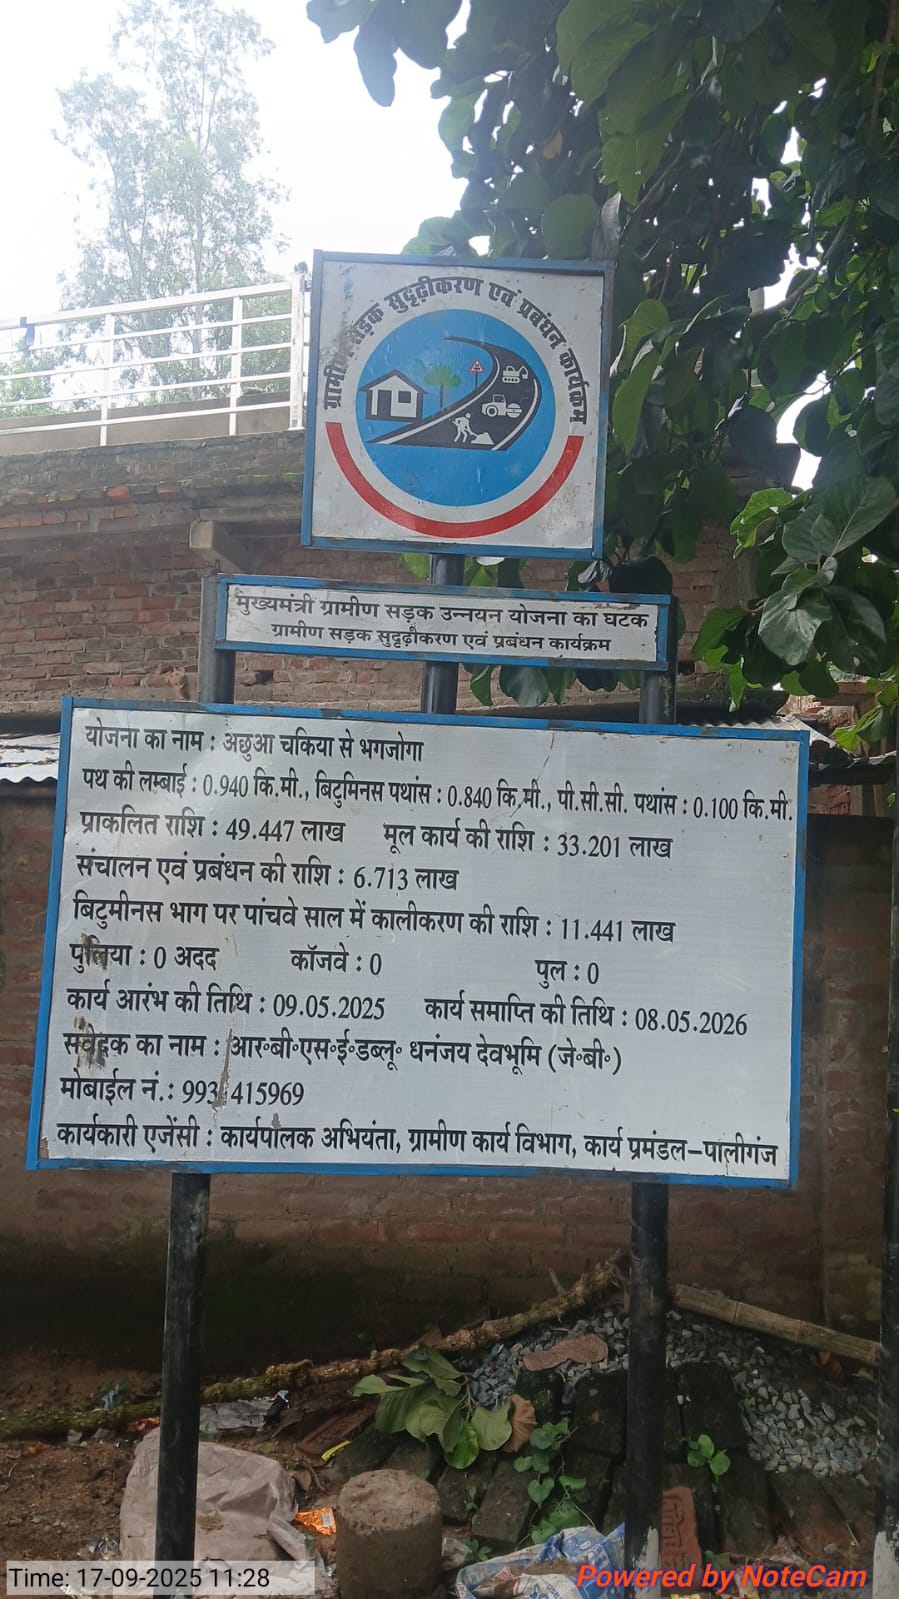 ग्रामीण सड़क सुदृढ़ीकरण एवं प्रबंधन कार्यक्रम
मुख्यमंत्री ग्रामीण सड़क उन्नयन योजना का घटक
ग्रामीण सड़क सुदृढ़ीकरण एवं प्रबंधन कार्यक्रम
योजना का नाम : अछुआ चकिया से भगजोगा
पथ की लम्बाई : 0.940 कि.मी., बिटुमिनस पथांस : 0.840 कि.मी., पी.सी.सी. पथांस : 0.100 कि.मी.
प्राकलित राशि : 49.447 लाख मूल कार्य की राशि : 33.201 लाख
संचालन एवं प्रबंधन की राशि : 6.713 लाख
बिटुमीनस भाग पर पांचवे साल में कालीकरण की राशि : 11.441 लाख
पुलिया : 0 अदद कॉजवे : 0 पुल : 0
कार्य आरंभ की तिथि : 09.05.2025 कार्य समाप्ति की तिथि : 08.05.2026
संवेदक का नाम : आर॰बी॰एस॰ई॰डब्लू॰ धनंजय देवभूमि (जे॰बी॰)
मोबाईल नं.:
कार्यकारी एजेंसी : कार्यपालक अभियंता, ग्रामीण कार्य विभाग, कार्य प्रमंडल–पालीगंज
Time: 17-09-2025 11:28
Powered by NoteCam